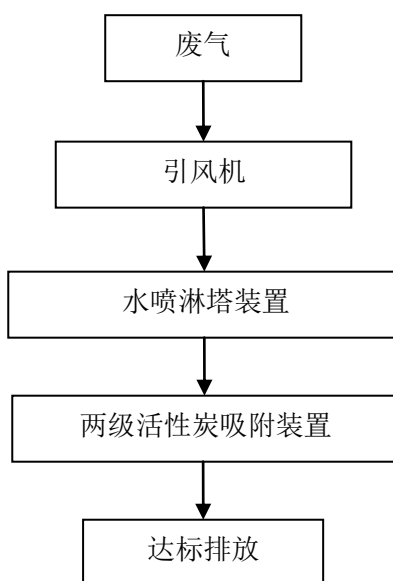 废气
引风机
水喷淋塔装置
两级活性炭吸附装置
达标排放